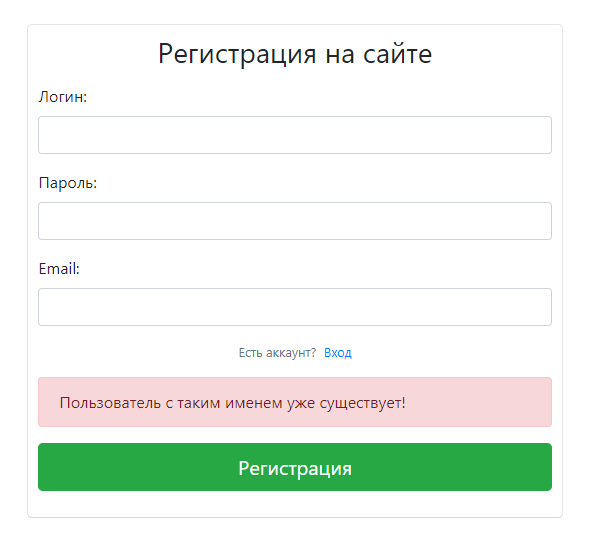 Регистрация на сайте
Логин:
Пароль:
Email:
Есть аккаунт? Вход
Пользователь с таким именем уже существует!
Регистрация